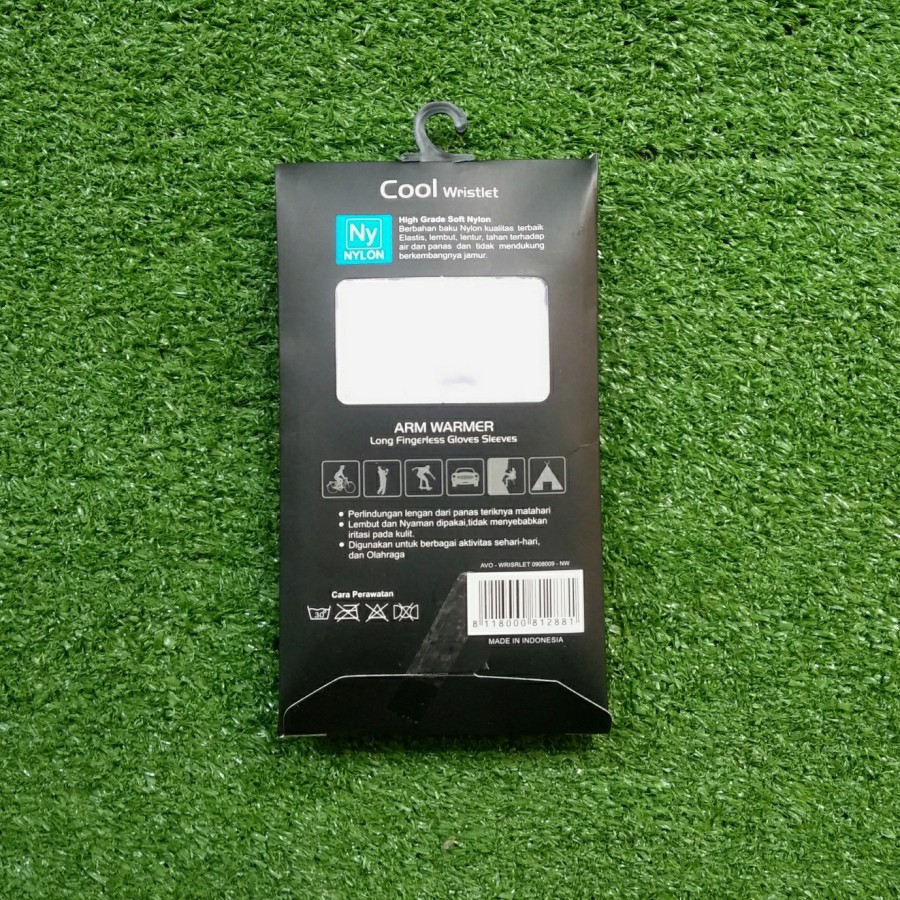 Cool Wristlet
Ny
NYLON
High Grade Soft Nylon
Berbahan baku Nylon kualitas terbaik
Elastis, lembut, lentur, tahan terhadap
air dan panas dan tidak mendukung
berkembangnya jamur.
ARM WARMER
Long Fingerless Gloves Sleeves
• Perlindungan lengan dari panas teriknya matahari
• Lembut dan Nyaman dipakai,tidak menyebabkan
iritasi pada kulit.
• Digunakan untuk berbagai aktivitas sehari-hari,
dan Olahraga
AVO - WRISRLET 0908009 - NW
Cara Perawatan
30°
8 118000 812881
MADE IN INDONESIA